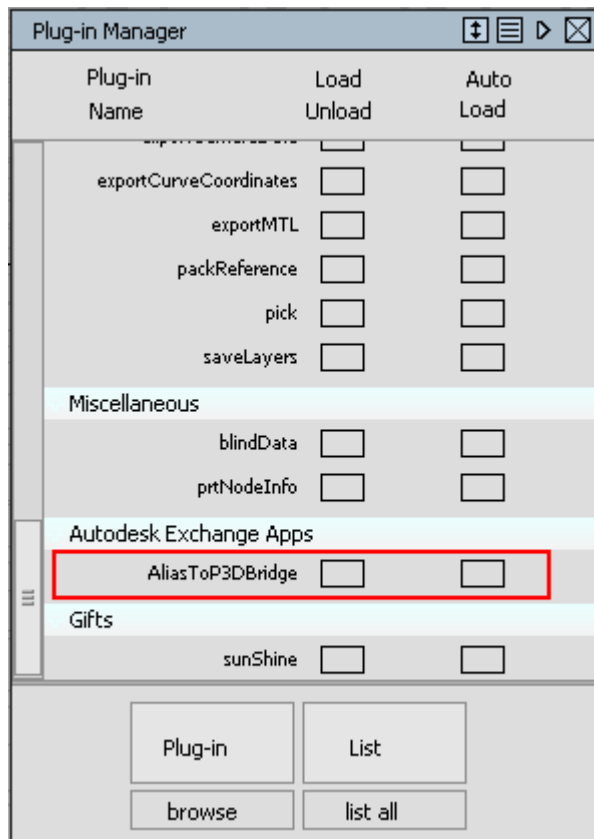 Plug-in Manager
Plug-in Load Auto
Name Unload Load
exportCurveCoordinates
exportMTL
packReference
pick
saveLayers
Miscellaneous
blindData
prtNodeInfo
Autodesk Exchange Apps
AliasToP3DBridge
Gifts
sunShine
Plug-in List
browse list all